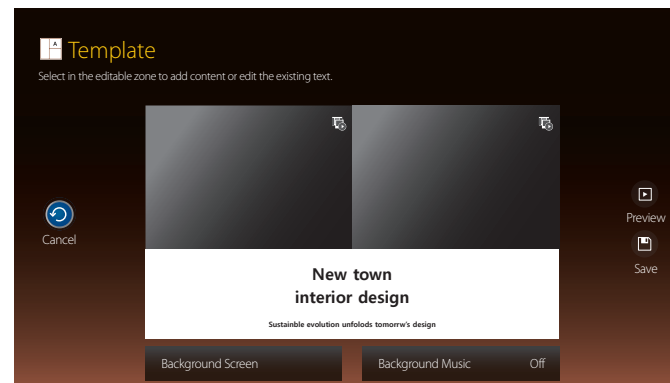 Template
Select in the editable zone to add content or edit the existing text.
Cancel
New town
interior design
Sustainble evolution unfolods tomorrw's design
Preview
Save
Background Screen
Background Music Off